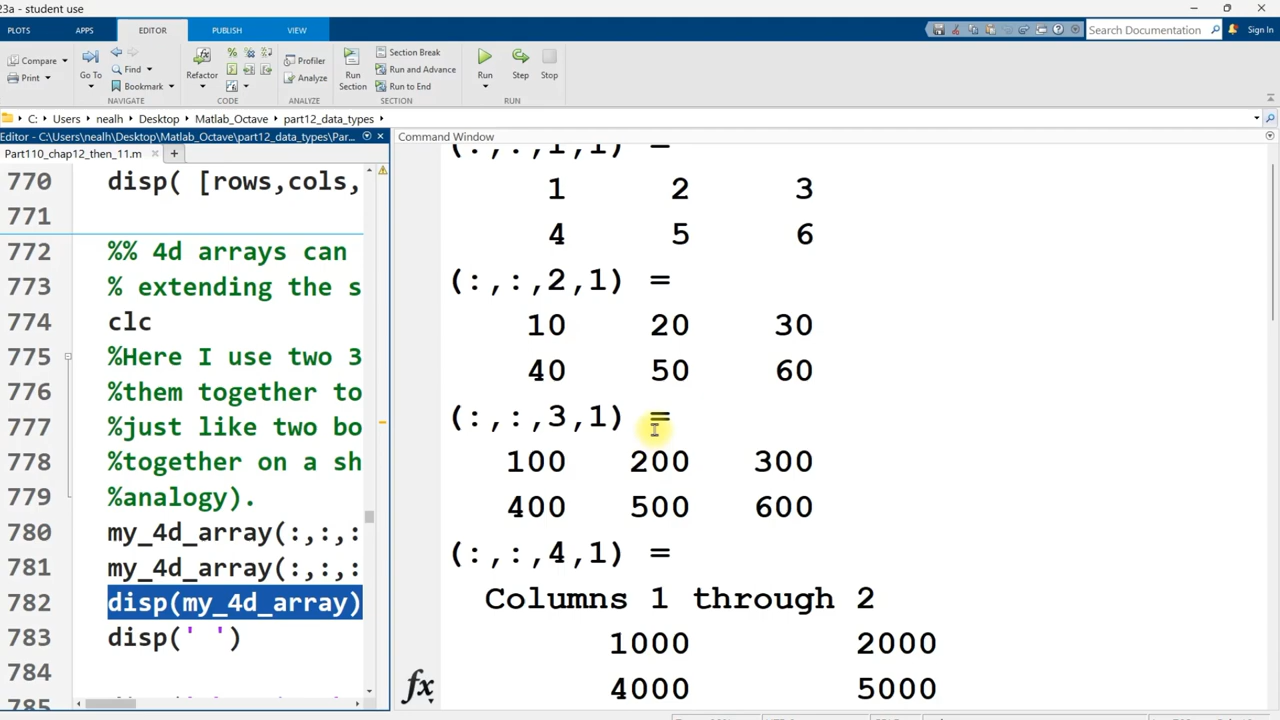 23a - student use
PLOTS APPS EDITOR PUBLISH VIEW
Search Documentation Sign In
Compare
Print
Go To
Find
Bookmark
NAVIGATE
Refactor
CODE
Profiler
Analyze
ANALYZE
Run
Section
Section Break
Run and Advance
Run to End
SECTION
Run Step Stop
RUN
C: Users nealh Desktop Matlab_Octave part12_data_types
Editor - C:\Users\nealh\Desktop\Matlab_Octave\part12_data_types\Par...
Part110_chap12_then_11.m
770 disp( [rows,cols,
771
772 %% 4d arrays can
773 % extending the s
774 clc
775 %Here I use two 3
776 %them together to
777 %just like two bo
778 %together on a sh
779 %analogy).
780 my_4d_array(:,:,:
781 my_4d_array(:,:,:
782 disp(my_4d_array)
783 disp(' ')
784
785
Command Window
(:,:,1,1) =
1 2 3
4 5 6
(:,:,2,1) =
10 20 30
40 50 60
(:,:,3,1) =
100 200 300
400 500 600
(:,:,4,1) =
Columns 1 through 2
1000 2000
4000 5000
fx